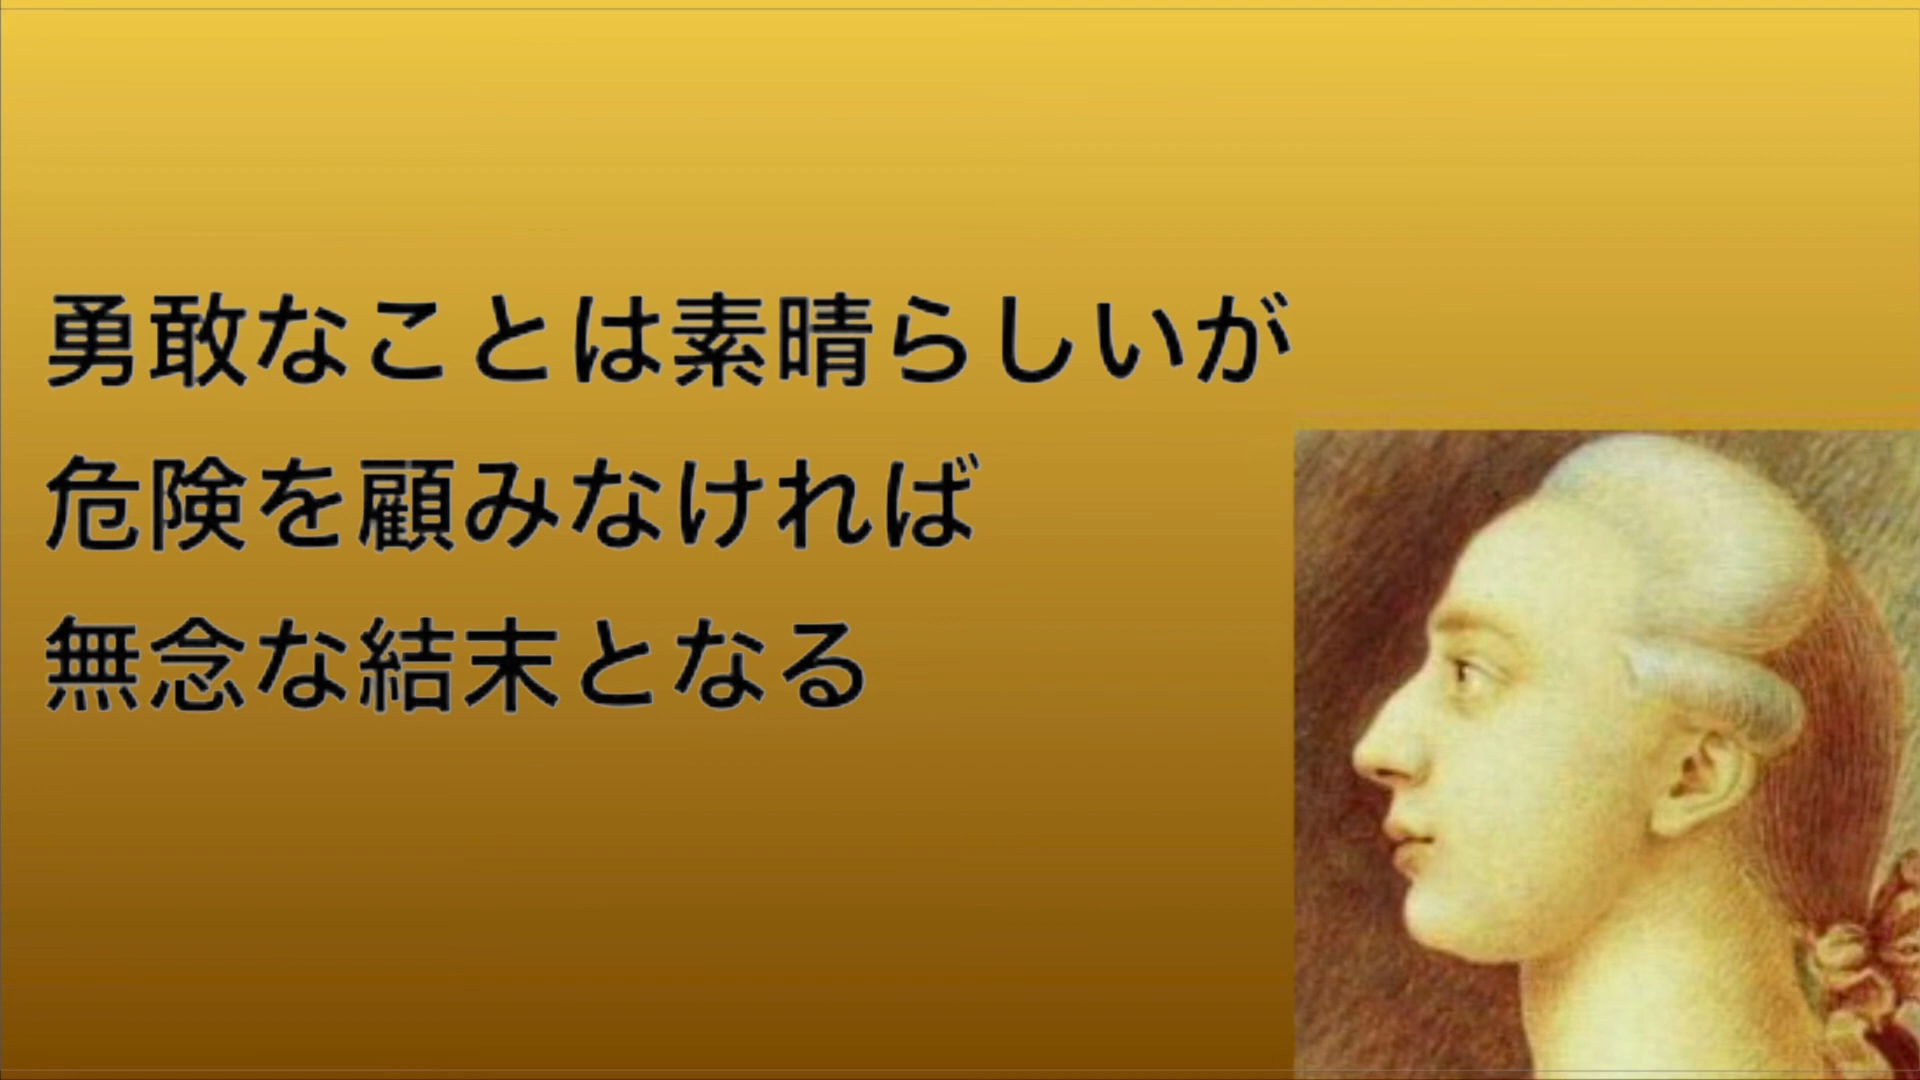 勇敢なことは素晴らしいが
危険を顧みなければ
無念な結末となる